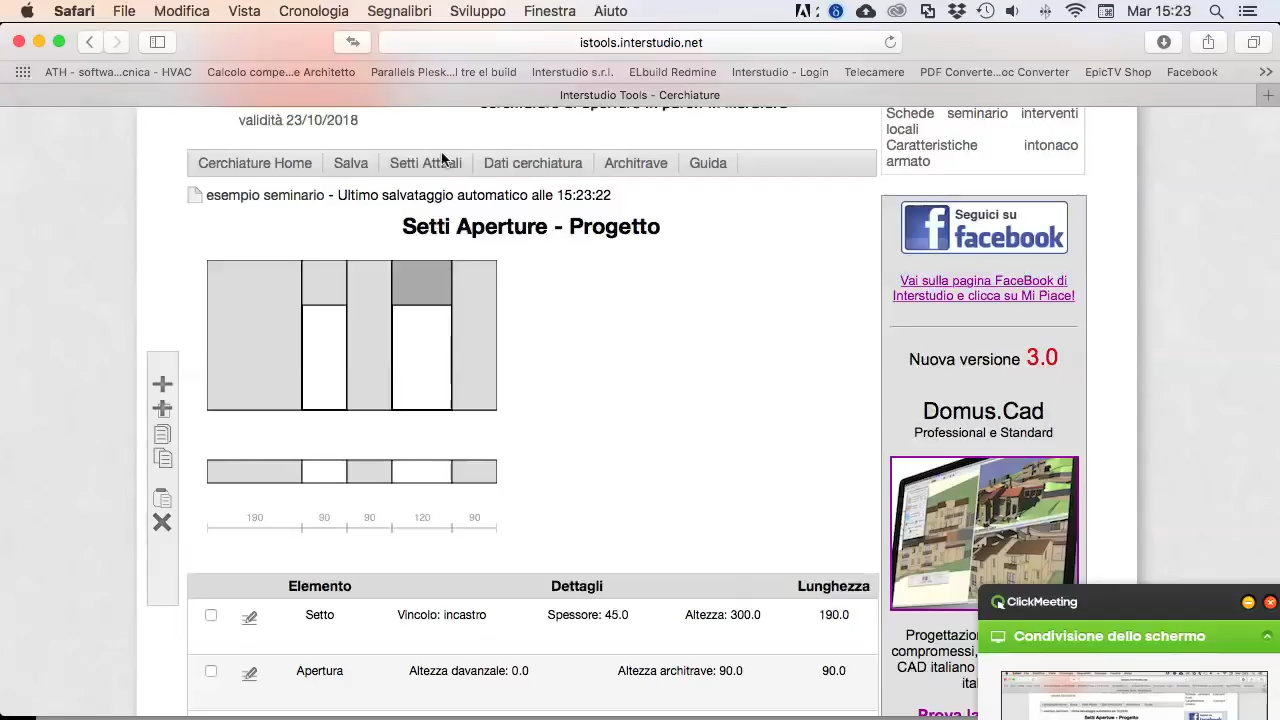 Safari File Modifica Vista Cronologia Segnalibri Sviluppo Finestra Aiuto Mar 15:23
istools.interstudio.net
ATH - softwa...cnica - HVAC Calcolo compe...e Architetto Parallels Plesk...l tre el build Interstudio s.r.l. ELbuild Redmine Interstudio - Login Telecamere PDF Converte...oc Converter EpicTV Shop Facebook >>
Interstudio Tools - Cerchiature
validità 23/10/2018
Schede seminario interventi
locali
Caratteristiche intonaco
armato
Cerchiature Home Salva Setti Attuali Dati cerchiatura Architrave Guida
esempio seminario - Ultimo salvataggio automatico alle 15:23:22
Setti Aperture - Progetto
190 90 90 120 90
Elemento Dettagli Lunghezza
Setto Vincolo: incastro Spessore: 45.0 Altezza: 300.0 190.0
Apertura Altezza davanzale: 0.0 Altezza architrave: 90.0 90.0
Seguici su
facebook
Vai sulla pagina FaceBook di
Interstudio e clicca su Mi Piace!
Nuova versione 3.0
Domus.Cad
Professional e Standard
Progettazio
compromessi,
CAD italiano
Prova la
ClickMeeting
Condivisione dello schermo